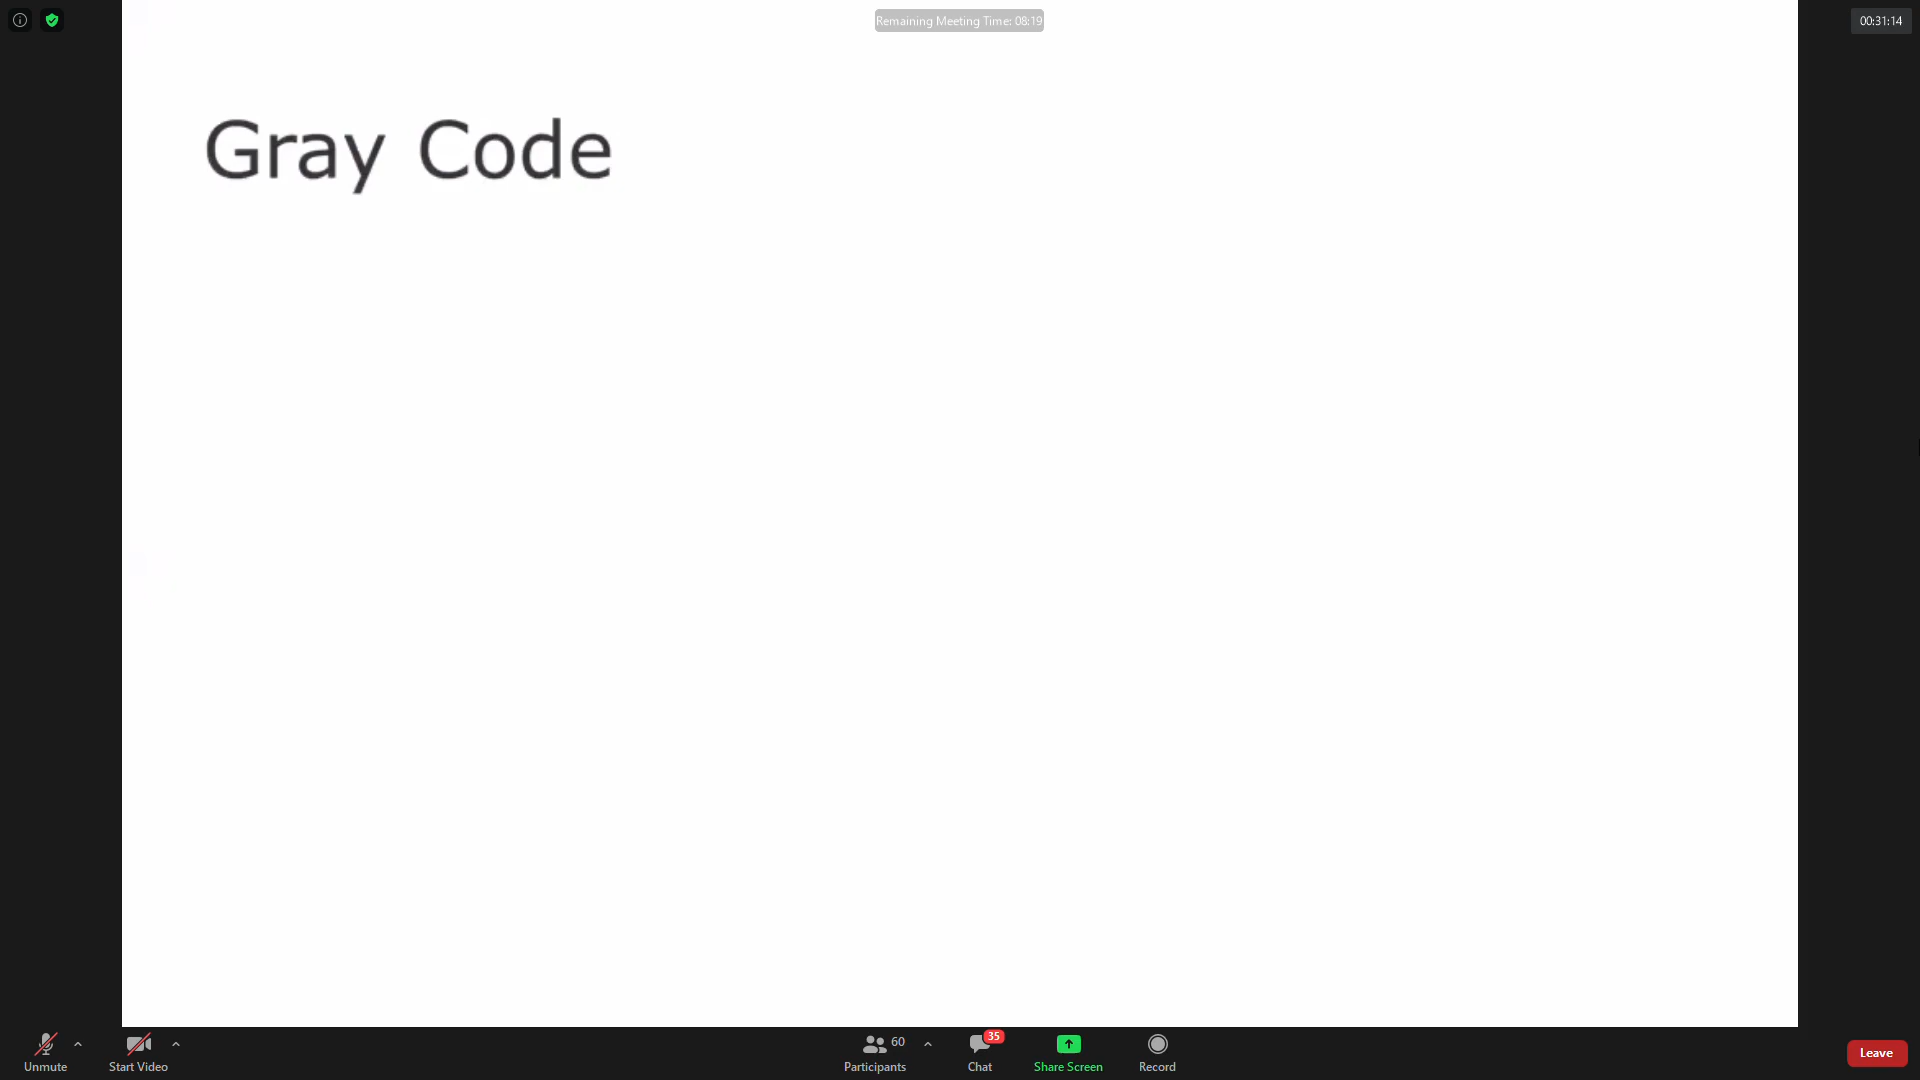 Remaining Meeting Time: 08:19
00:31:14
Gray Code
Unmute
Start Video
60
Participants
35
Chat
Share Screen
Record
Leave